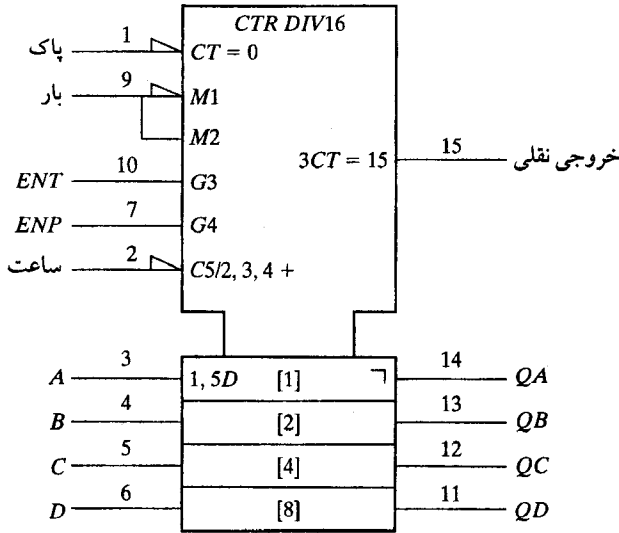 CTR DIV16
پاک 1 CT = 0
بار 9 M1
M2
3CT = 15 15 خروجی نقلی
ENT 10 G3
ENP 7 G4
ساعت 2 C5/2, 3, 4 +
A 3 1, 5D [1] 14 QA
B 4 [2] 13 QB
C 5 [4] 12 QC
D 6 [8] 11 QD